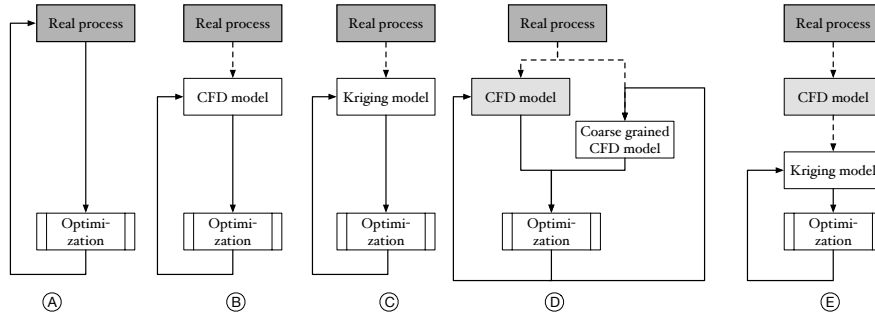 Real process
Real process
Real process
Real process
Real process
CFD model
Kriging model
CFD model
CFD model
Coarse grained
CFD model
Kriging model
Optimi-
zation
Optimi-
zation
Optimi-
zation
Optimi-
zation
Optimi-
zation
A
B
C
D
E